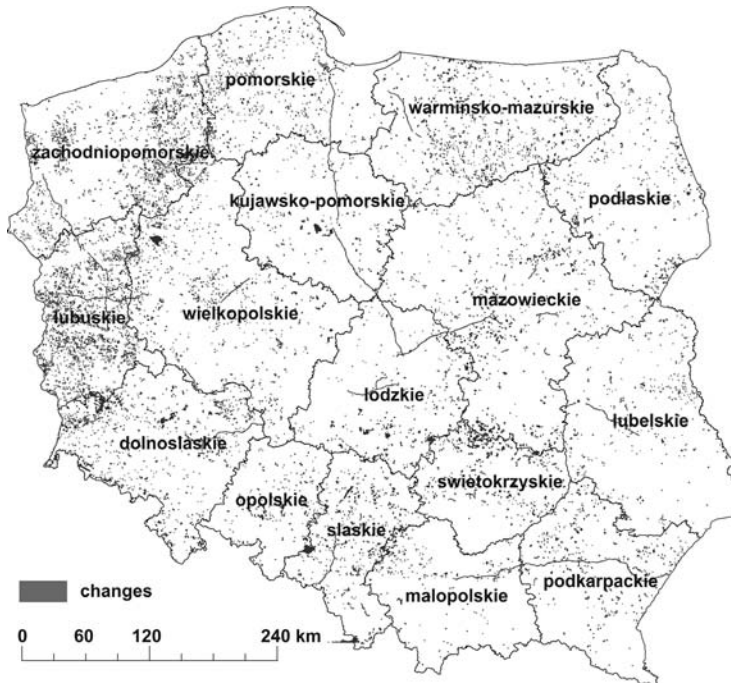 pomorskie
warminsko-mazurskie
zachodniopomorskie
kujawsko-pomorskie
podlaskie
mazowieckie
lubuskie
wielkopolskie
lodzkie
lubelskie
dolnoslaskie
swietokrzyskie
opolskie
slaskie
podkarpackie
malopolskie
changes
0 60 120 240 km